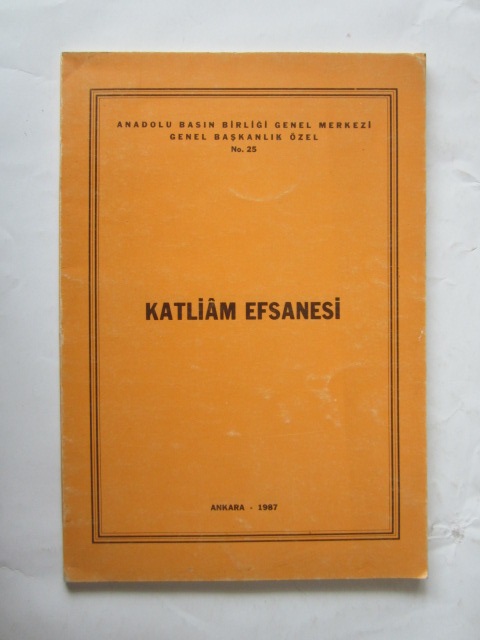 ANADOLU BASIN BİRLİĞİ GENEL MERKEZİ
GENEL BAŞKANLIK ÖZEL
No. 25
KATLİÂM EFSANESİ
ANKARA - 1987